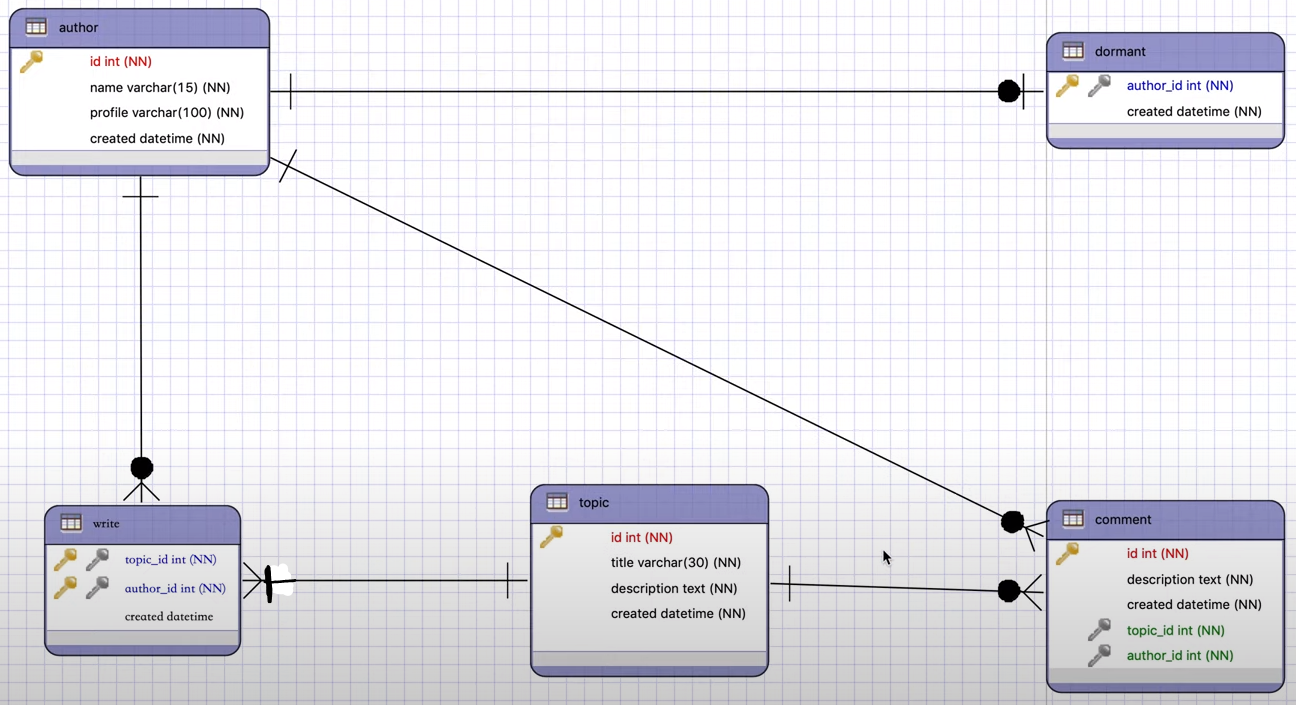 author
id int (NN)
name varchar(15) (NN)
profile varchar(100) (NN)
created datetime (NN)
dormant
author_id int (NN)
created datetime (NN)
write
topic_id int (NN)
author_id int (NN)
created datetime
topic
id int (NN)
title varchar(30) (NN)
description text (NN)
created datetime (NN)
comment
id int (NN)
description text (NN)
created datetime (NN)
topic_id int (NN)
author_id int (NN)